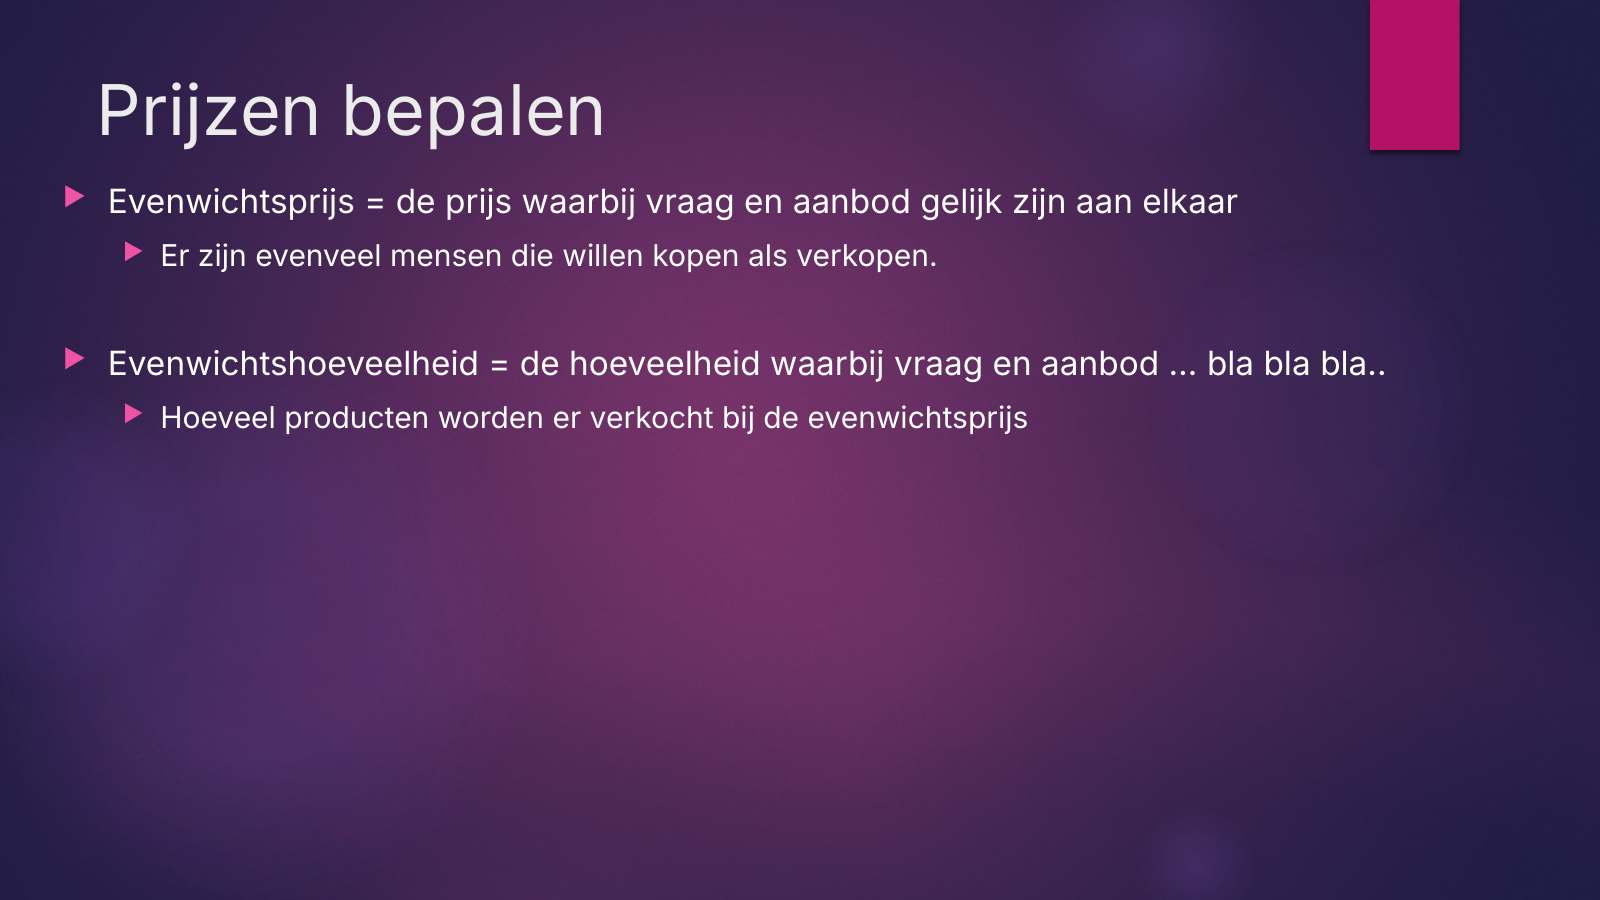 Prijzen bepalen
Evenwichtsprijs = de prijs waarbij vraag en aanbod gelijk zijn aan elkaar
Er zijn evenveel mensen die willen kopen als verkopen.
Evenwichtshoeveelheid = de hoeveelheid waarbij vraag en aanbod … bla bla bla..
Hoeveel producten worden er verkocht bij de evenwichtsprijs